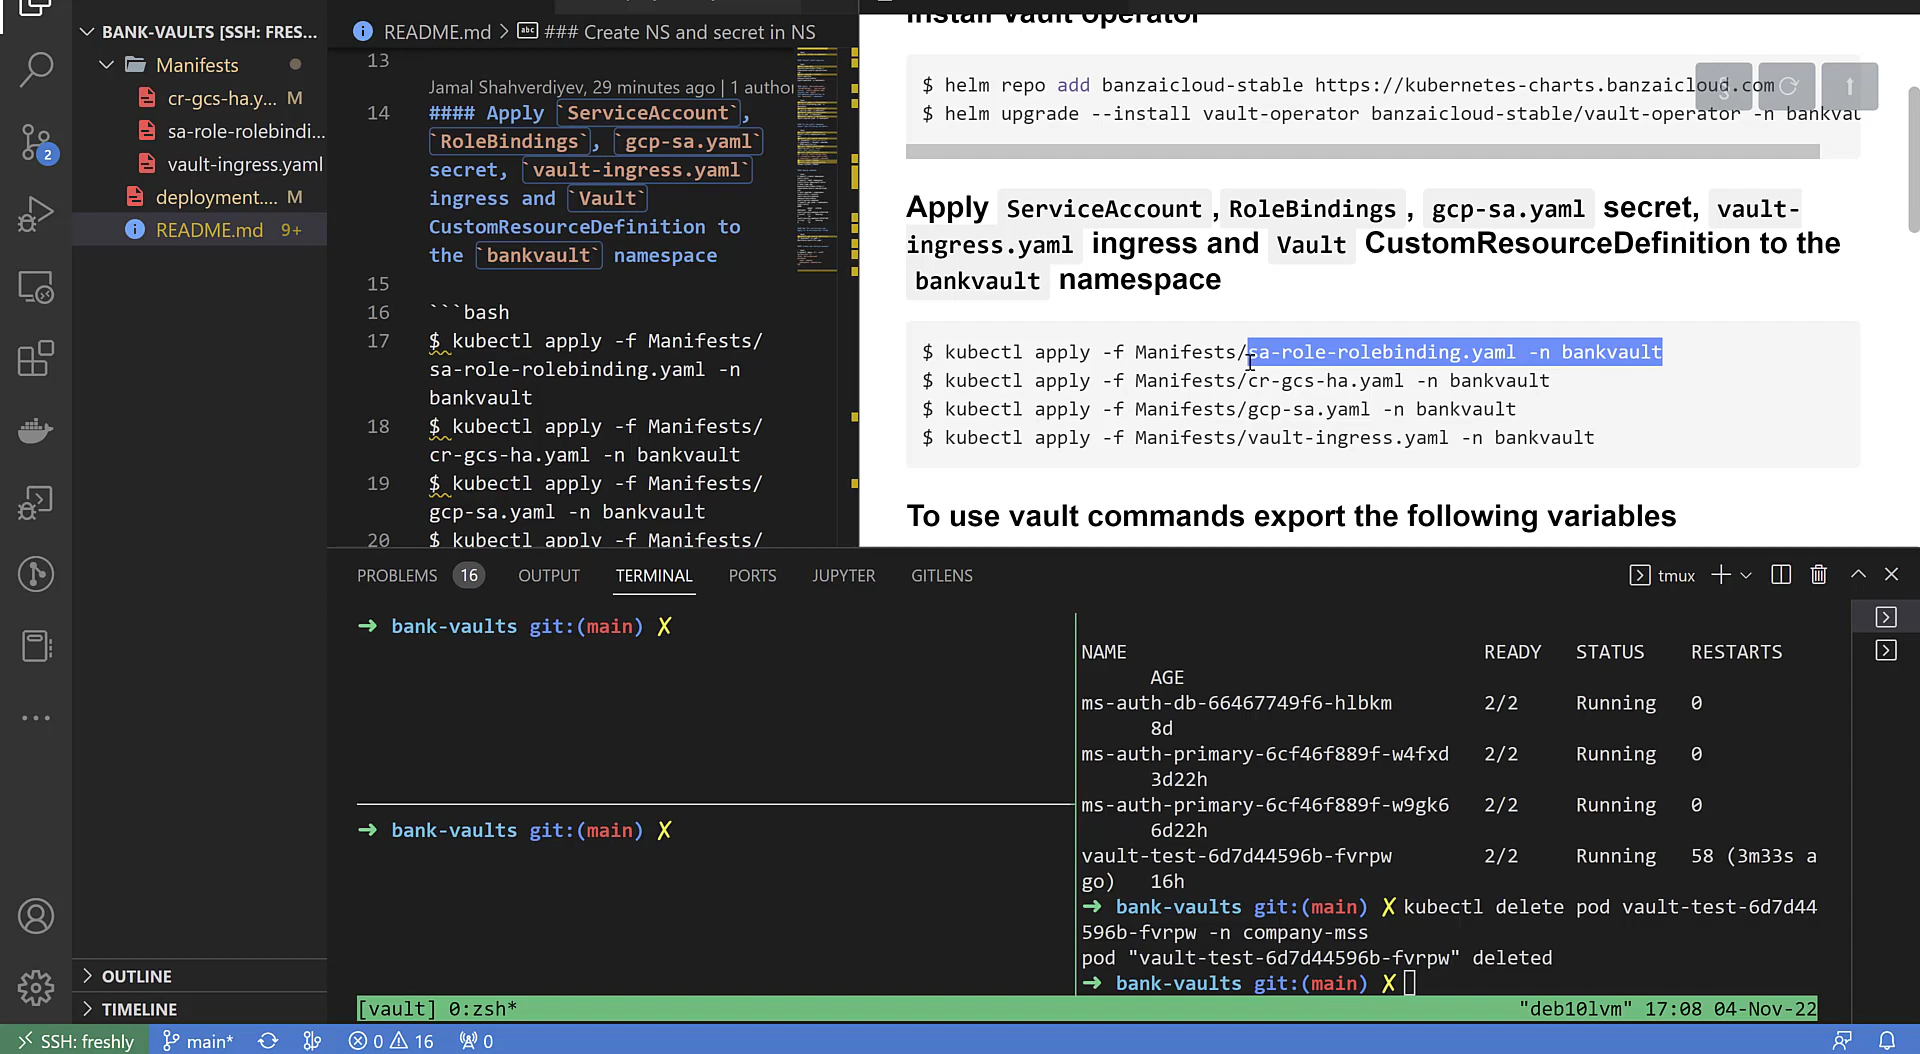 BANK-VAULTS [SSH: FRES...
Manifests
cr-gcs-ha.y... M
sa-role-rolebindi...
vault-ingress.yaml
deployment.... M
README.md 9+
2
OUTLINE
TIMELINE
README.md > ### Create NS and secret in NS
13
Jamal Shahverdiyev, 29 minutes ago | 1 author
14 #### Apply `ServiceAccount`,
`RoleBindings`, `gcp-sa.yaml`
secret, `vault-ingress.yaml`
ingress and `Vault`
CustomResourceDefinition to
the `bankvault` namespace
15
16 ```bash
17 $ kubectl apply -f Manifests/
sa-role-rolebinding.yaml -n
bankvault
18 $ kubectl apply -f Manifests/
cr-gcs-ha.yaml -n bankvault
19 $ kubectl apply -f Manifests/
gcp-sa.yaml -n bankvault
20 $ kubectl apply -f Manifests/
Install vault operator
$ helm repo add banzaicloud-stable https://kubernetes-charts.banzaicloud.com
$ helm upgrade --install vault-operator banzaicloud-stable/vault-operator -n bankvau
Apply ServiceAccount, RoleBindings, gcp-sa.yaml secret, vault-
ingress.yaml ingress and Vault CustomResourceDefinition to the
bankvault namespace
$ kubectl apply -f Manifests/sa-role-rolebinding.yaml -n bankvault
$ kubectl apply -f Manifests/cr-gcs-ha.yaml -n bankvault
$ kubectl apply -f Manifests/gcp-sa.yaml -n bankvault
$ kubectl apply -f Manifests/vault-ingress.yaml -n bankvault
To use vault commands export the following variables
PROBLEMS 16 OUTPUT TERMINAL PORTS JUPYTER GITLENS
tmux
➜ bank-vaults git:(main) ✗
➜ bank-vaults git:(main) ✗
NAME READY STATUS RESTARTS
AGE
ms-auth-db-66467749f6-hlbkm 2/2 Running 0
8d
ms-auth-primary-6cf46f889f-w4fxd 2/2 Running 0
3d22h
ms-auth-primary-6cf46f889f-w9gk6 2/2 Running 0
6d22h
vault-test-6d7d44596b-fvrpw 2/2 Running 58 (3m33s a
go) 16h
➜ bank-vaults git:(main) ✗ kubectl delete pod vault-test-6d7d44
596b-fvrpw -n company-mss
pod "vault-test-6d7d44596b-fvrpw" deleted
➜ bank-vaults git:(main) ✗
[vault] 0:zsh* "deb10lvm" 17:08 04-Nov-22
SSH: freshly main* 0 16 0